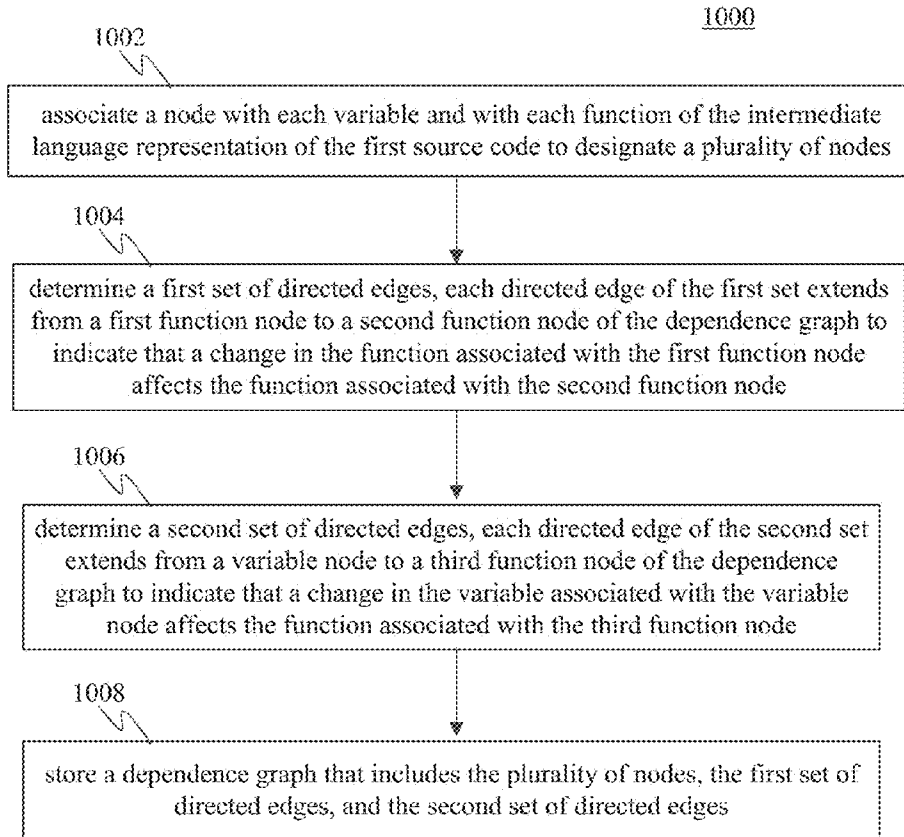 1000
1002
associate a node with each variable and with each function of the intermediate
language representation of the first source code to designate a plurality of nodes
1004
determine a first set of directed edges, each directed edge of the first set extends
from a first function node to a second function node of the dependence graph to
indicate that a change in the function associated with the first function node
affects the function associated with the second function node
1006
determine a second set of directed edges, each directed edge of the second set
extends from a variable node to a third function node of the dependence
graph to indicate that a change in the variable associated with the variable
node affects the function associated with the third function node
1008
store a dependence graph that includes the plurality of nodes, the first set of
directed edges, and the second set of directed edges